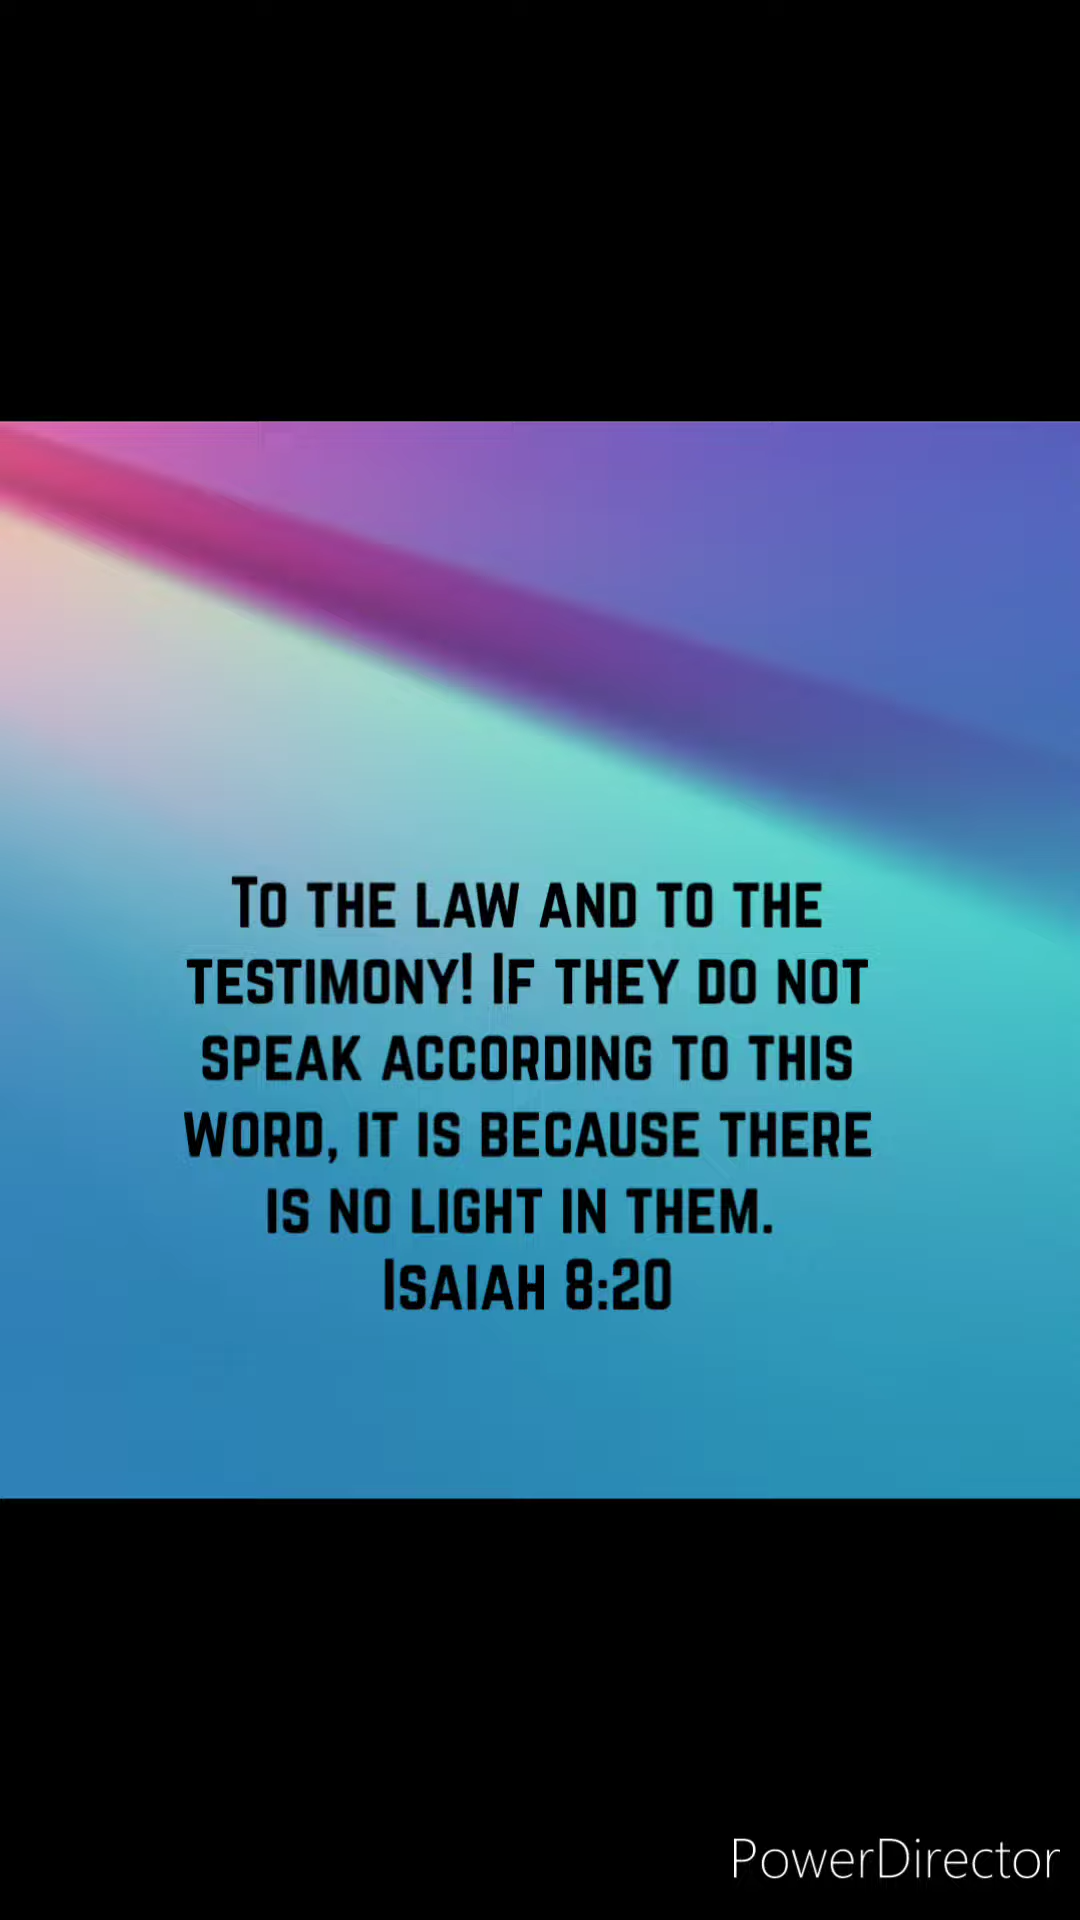 To the law and to the
testimony! If they do not
speak according to this
word, it is because there
is no light in them.
Isaiah 8:20
PowerDirector